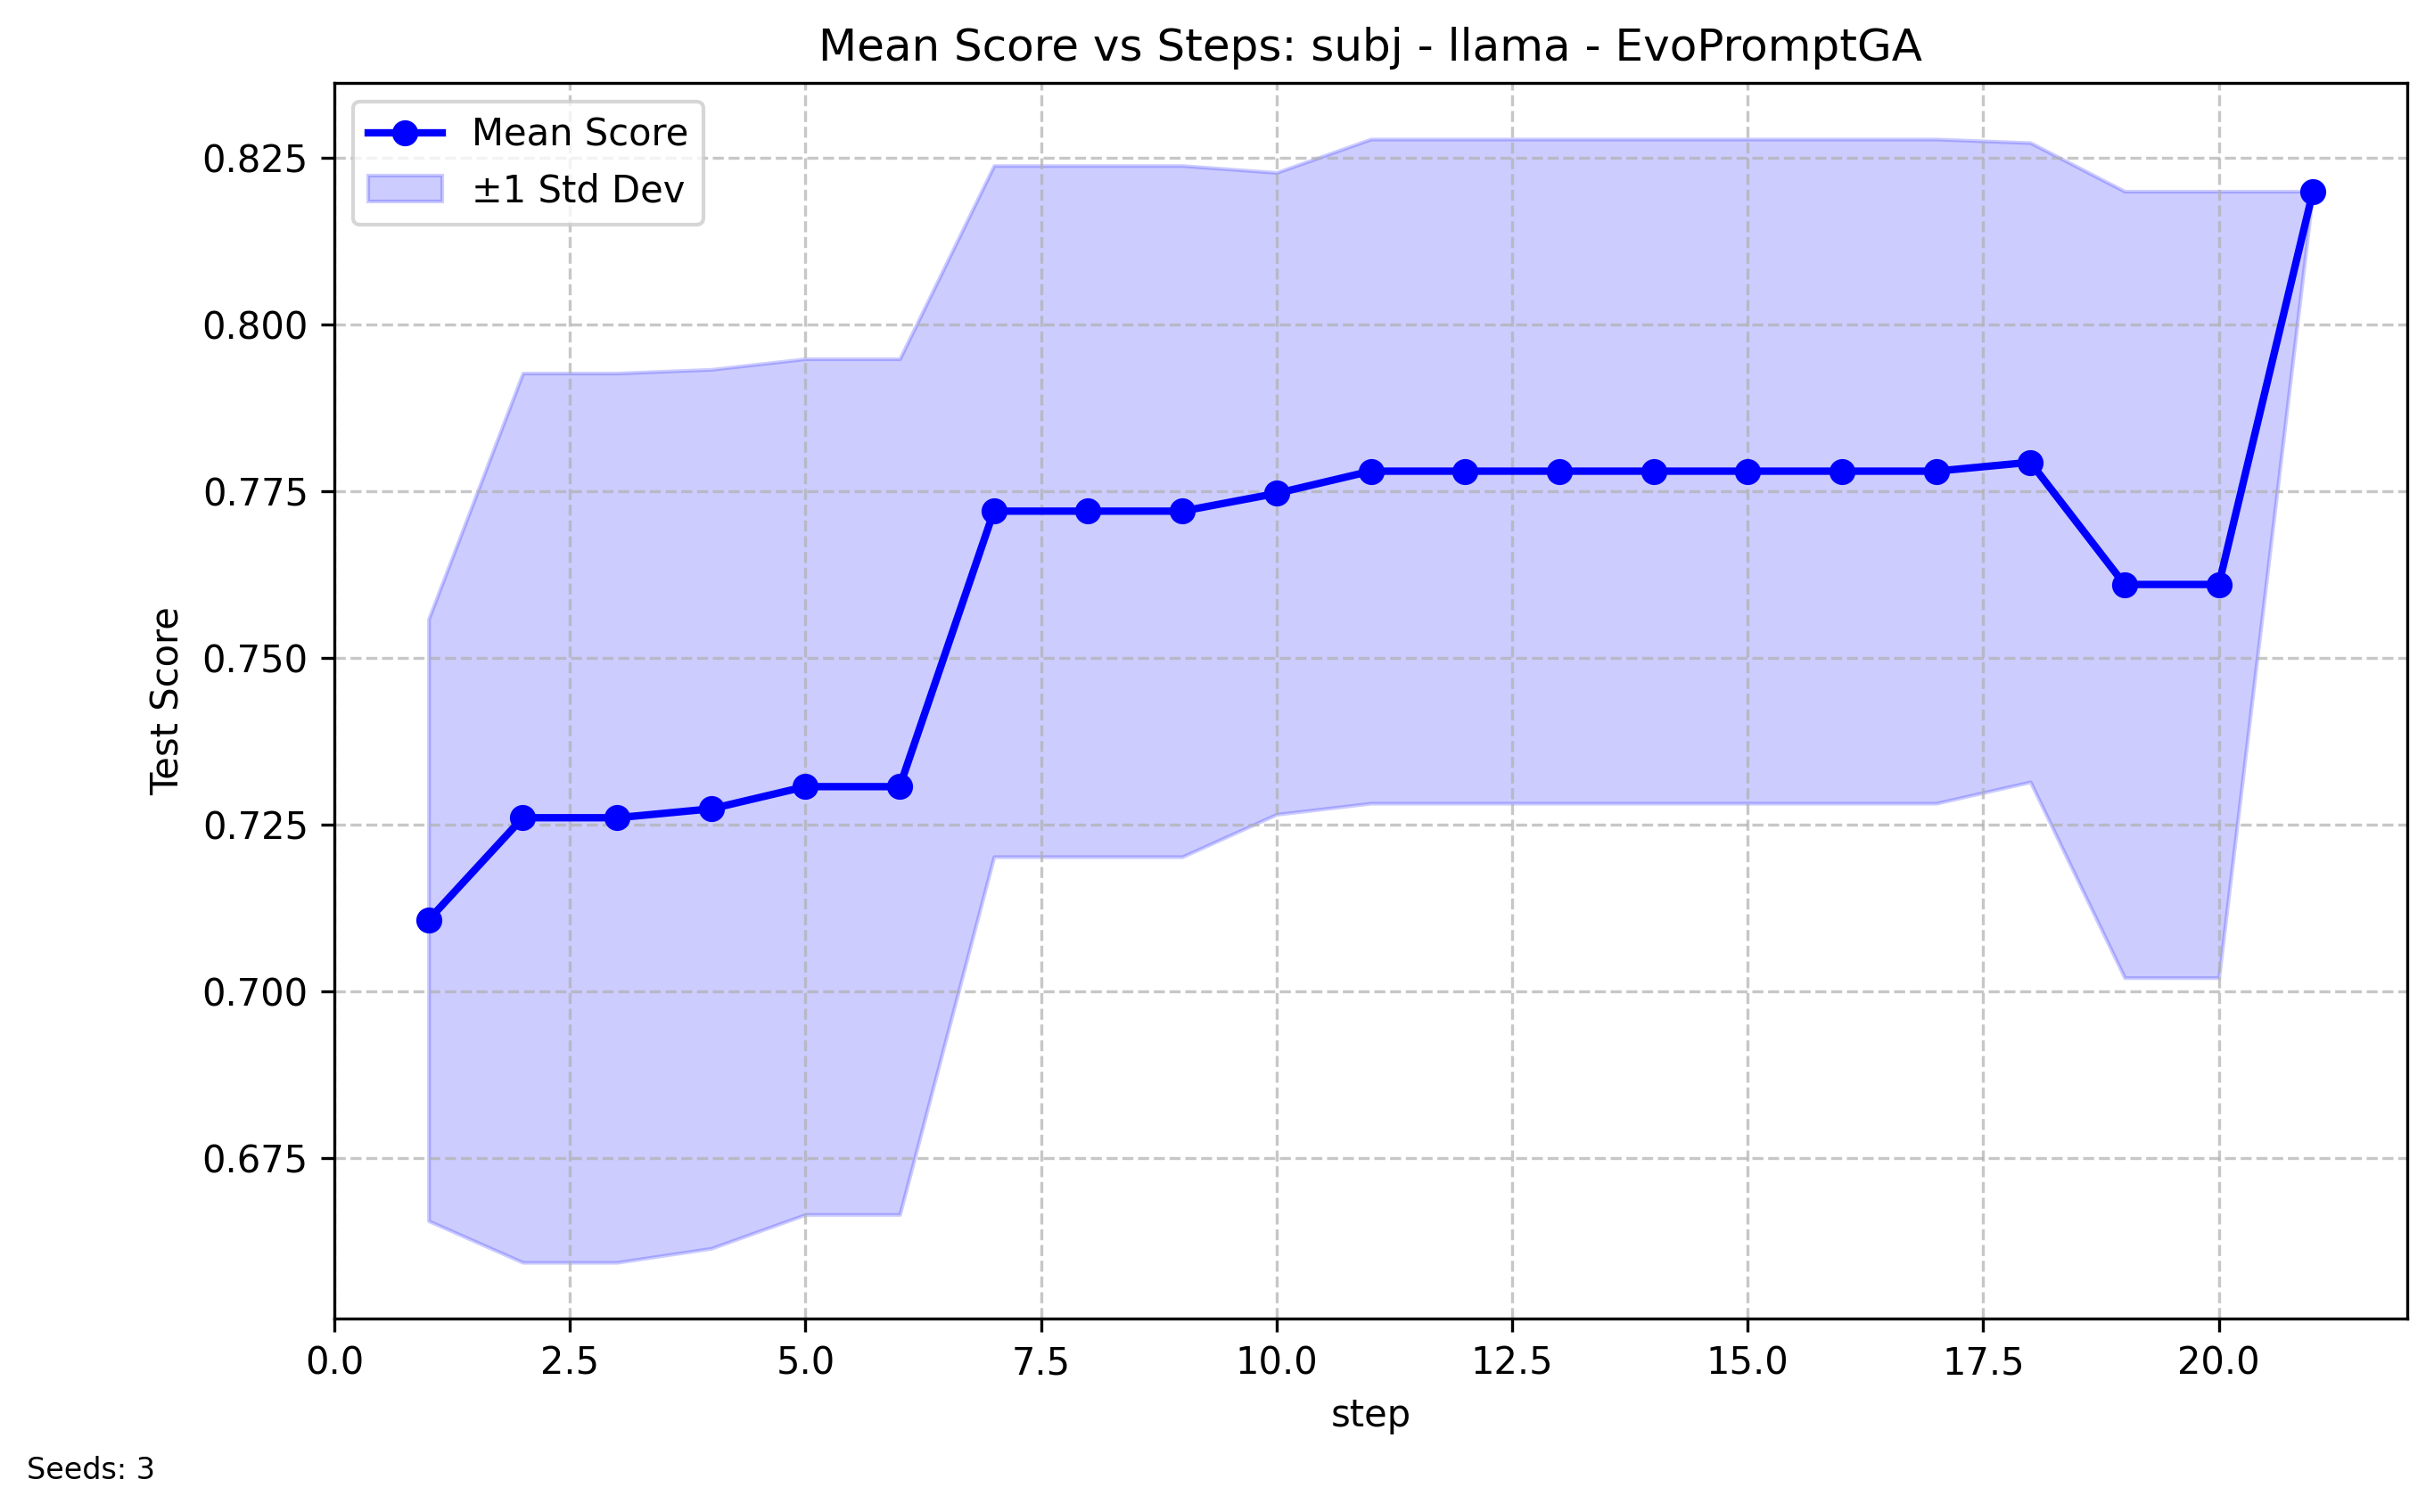 Mean Score vs Steps: subj - llama - EvoPromptGA
Mean Score
±1 Std Dev
0.825
0.800
0.775
0.750
0.725
0.700
0.675
Test Score
0.0 2.5 5.0 7.5 10.0 12.5 15.0 17.5 20.0
step
Seeds: 3